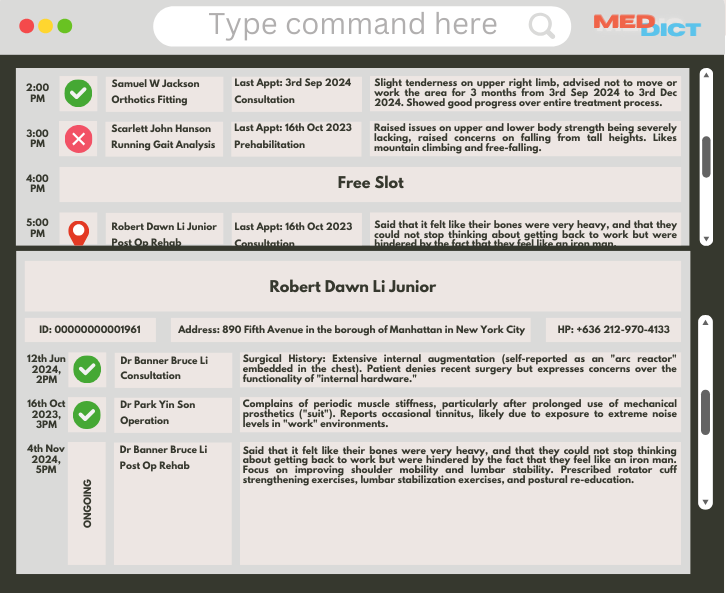 Type command here
MED
DICT
2:00
PM
Samuel W Jackson
Orthotics Fitting
Last Appt: 3rd Sep 2024
Consultation
Slight tenderness on upper right limb, advised not to move or
work the area for 3 months from 3rd Sep 2024 to 3rd Dec
2024. Showed good progress over entire treatment process.
3:00
PM
Scarlett John Hanson
Running Gait Analysis
Last Appt: 16th Oct 2023
Prehabilitation
Raised issues on upper and lower body strength being severely
lacking, raised concerns on falling from tall heights. Likes
mountain climbing and free-falling.
4:00
PM
Free Slot
5:00
PM
Robert Dawn Li Junior
Post Op Rehab
Last Appt: 16th Oct 2023
Consultation
Said that it felt like their bones were very heavy, and that they
could not stop thinking about getting back to work but were
hindered by the fact that they feel like an iron man.
Robert Dawn Li Junior
ID: 00000000001961
Address: 890 Fifth Avenue in the borough of Manhattan in New York City
HP: +636 212-970-4133
12th Jun
2024,
2PM
Dr Banner Bruce Li
Consultation
Surgical History: Extensive internal augmentation (self-reported as an "arc reactor"
embedded in the chest). Patient denies recent surgery but expresses concerns over the
functionality of "internal hardware."
16th Oct
2023,
3PM
Dr Park Yin Son
Operation
Complains of periodic muscle stiffness, particularly after prolonged use of mechanical
prosthetics ("suit"). Reports occasional tinnitus, likely due to exposure to extreme noise
levels in "work" environments.
4th Nov
2024,
5PM
ONGOING
Dr Banner Bruce Li
Post Op Rehab
Said that it felt like their bones were very heavy, and that they could not stop thinking
about getting back to work but were hindered by the fact that they feel like an iron man.
Focus on improving shoulder mobility and lumbar stability. Prescribed rotator cuff
strengthening exercises, lumbar stabilization exercises, and postural re-education.